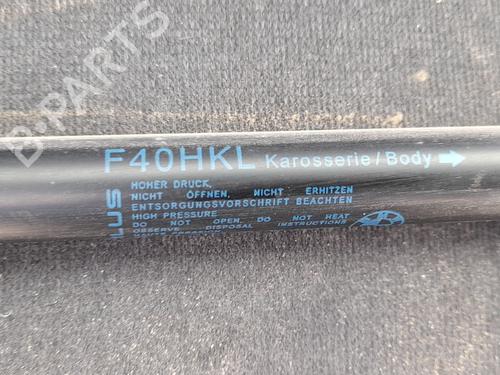 B-PARTS
F40HKL Karosserie/Body
LUS
HOHER DRUCK,
NICHT ÖFFNEN, NICHT ERHITZEN
ENTSORGUNGSVORSCHRIFT BEACHTEN
HIGH PRESSURE
DO NOT OPEN, DO NOT HEAT
OBSERVE DISPOSAL INSTRUCTIONS